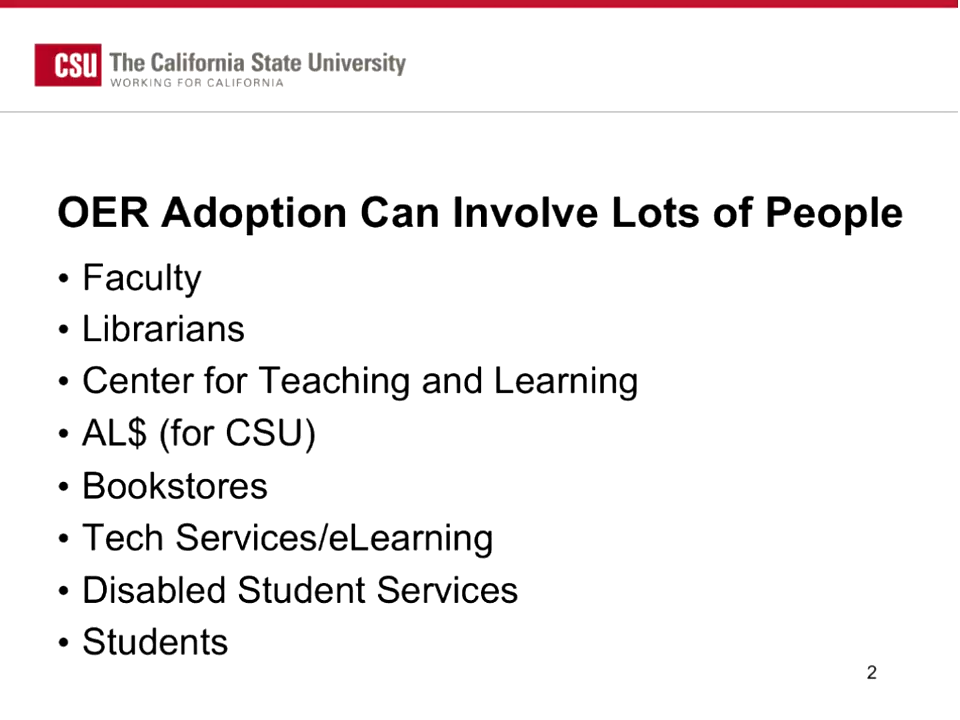 CSU The California State University
WORKING FOR CALIFORNIA
OER Adoption Can Involve Lots of People
• Faculty
• Librarians
• Center for Teaching and Learning
• AL$ (for CSU)
• Bookstores
• Tech Services/eLearning
• Disabled Student Services
• Students
2